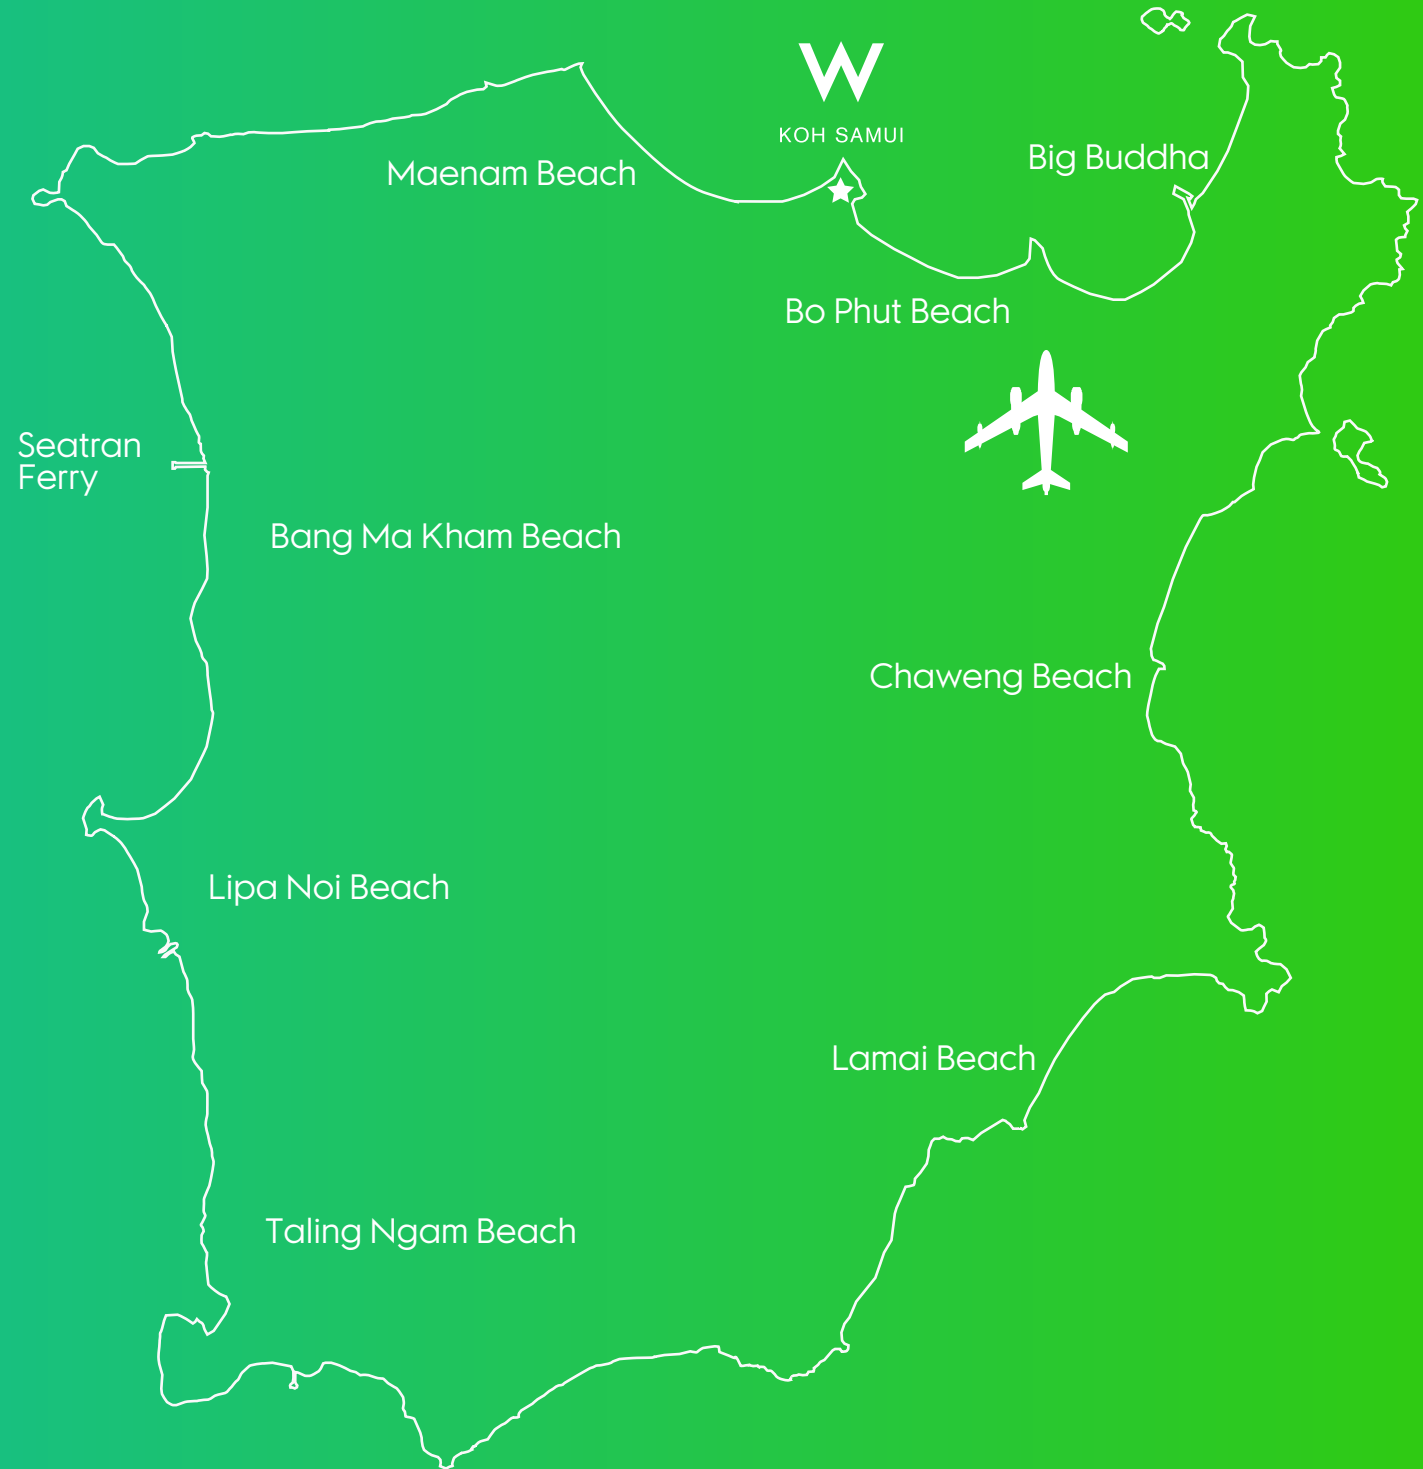 W
KOH SAMUI
Big Buddha
Maenam Beach
Bo Phut Beach
Seatran
Ferry
Bang Ma Kham Beach
Chaweng Beach
Lipa Noi Beach
Lamai Beach
Taling Ngam Beach